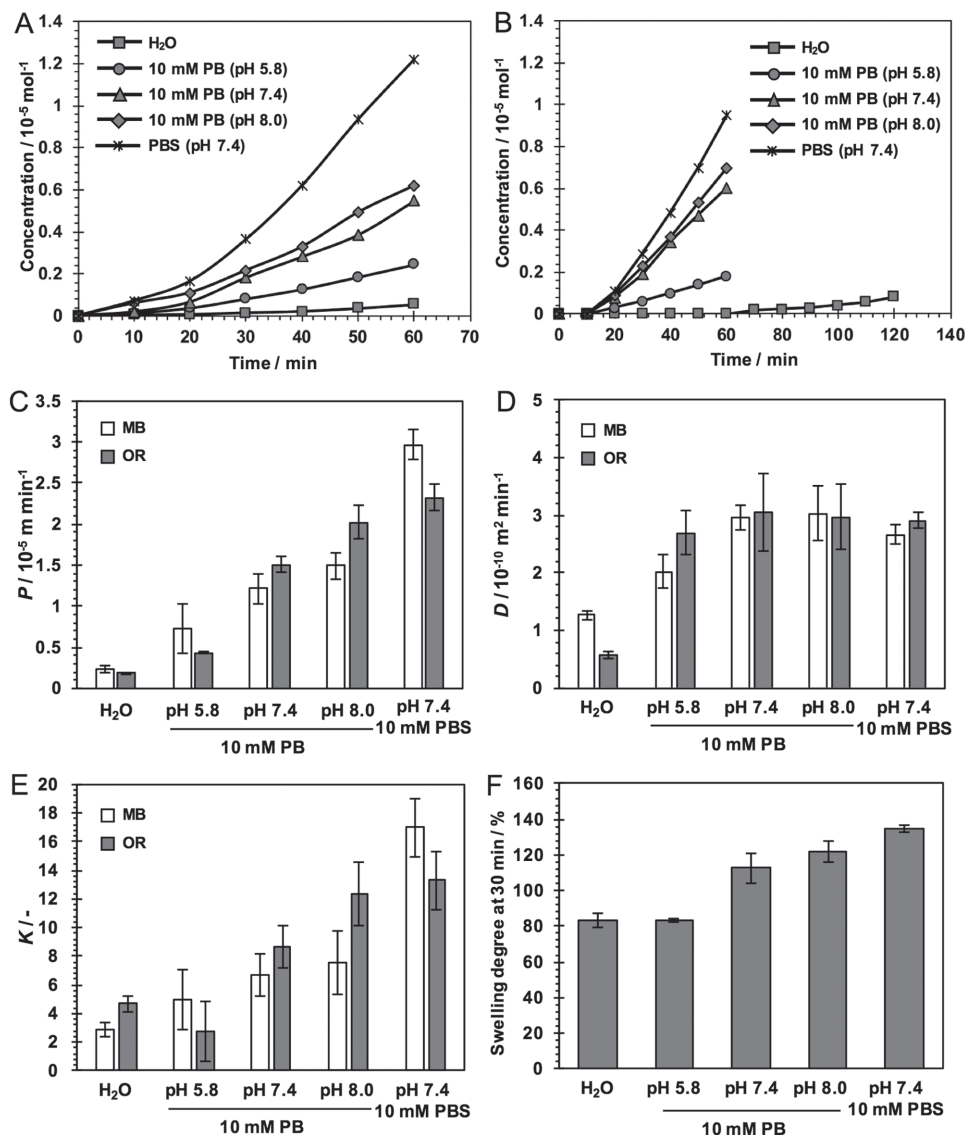 A
Concentration / 10⁻⁵ mol⁻¹
1.4
1.2
1
0.8
0.6
0.4
0.2
0
H₂O
10 mM PB (pH 5.8)
10 mM PB (pH 7.4)
10 mM PB (pH 8.0)
PBS (pH 7.4)
0 10 20 30 40 50 60 70
Time / min
B
Concentration / 10⁻⁵ mol⁻¹
1.4
1.2
1
0.8
0.6
0.4
0.2
0
H₂O
10 mM PB (pH 5.8)
10 mM PB (pH 7.4)
10 mM PB (pH 8.0)
PBS (pH 7.4)
0 20 40 60 80 100 120 140
Time / min
C
P / 10⁻⁵ m min⁻¹
3.5
3
2.5
2
1.5
1
0.5
0
MB
OR
H₂O pH 5.8 pH 7.4 pH 8.0 pH 7.4
10 mM PB 10 mM PBS
D
D / 10⁻¹⁰ m² min⁻¹
5
4
3
2
1
0
MB
OR
H₂O pH 5.8 pH 7.4 pH 8.0 pH 7.4
10 mM PB 10 mM PBS
E
K / -
20
18
16
14
12
10
8
6
4
2
0
MB
OR
H₂O pH 5.8 pH 7.4 pH 8.0 pH 7.4
10 mM PB 10 mM PBS
F
Swelling degree at 30 min / %
160
140
120
100
80
60
40
20
0
H₂O pH 5.8 pH 7.4 pH 8.0 pH 7.4
10 mM PB 10 mM PBS